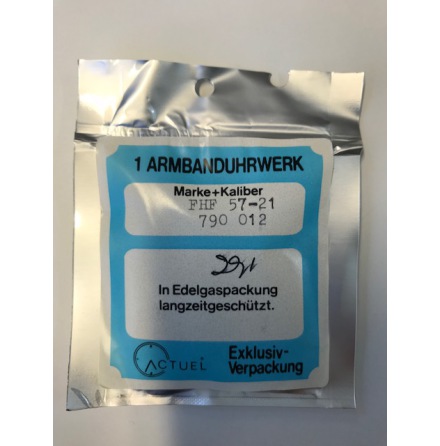 1 ARMBANDUHRWERK
Marke+Kaliber
FHF 57-21
790 012
In Edelgaspackung
langzeitgeschützt.
ACTUEL
Exklusiv-
Verpackung